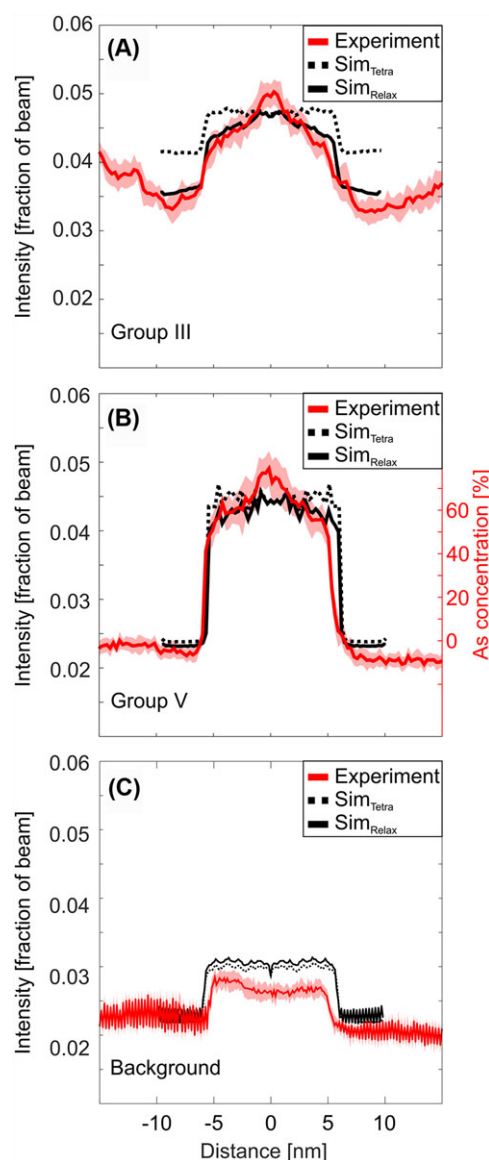 (A)
Experiment
Sim_Tetra
Sim_Relax
0.06
0.05
0.04
0.03
0.02
Intensity [fraction of beam]
Group III
(B)
Experiment
Sim_Tetra
Sim_Relax
0.06
0.05
0.04
0.03
0.02
Intensity [fraction of beam]
60
40
20
0
As concentration [%]
Group V
(C)
Experiment
Sim_Tetra
Sim_Relax
0.06
0.05
0.04
0.03
0.02
Intensity [fraction of beam]
Background
-10 -5 0 5 10
Distance [nm]